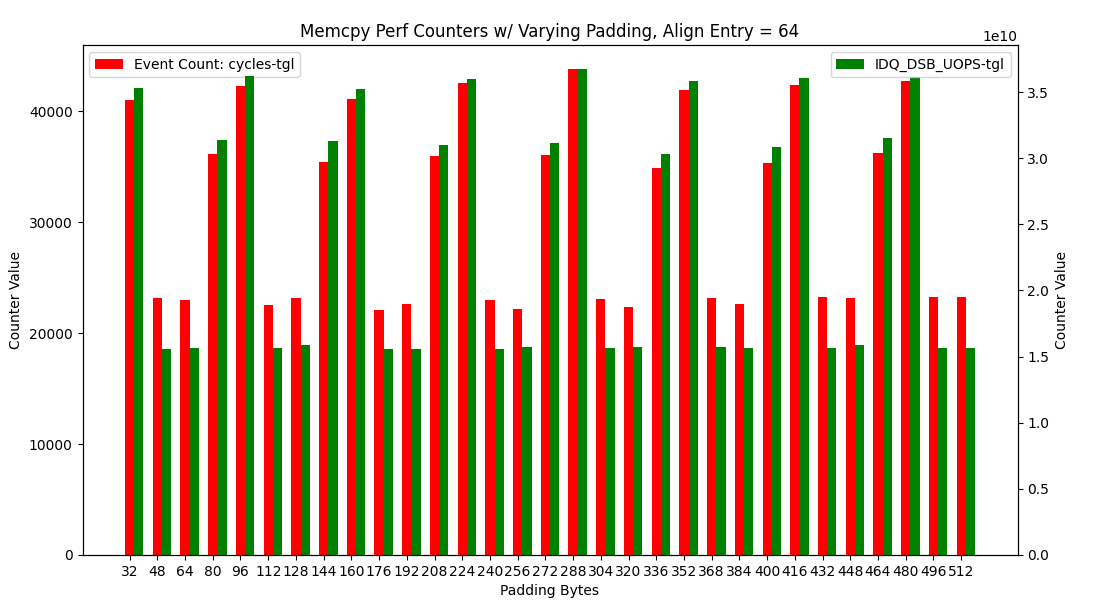 Memcpy Perf Counters w/ Varying Padding, Align Entry = 64
1e10
Event Count: cycles-tgl
IDQ_DSB_UOPS-tgl
Counter Value
40000
30000
20000
10000
0
3.5
3.0
2.5
2.0
1.5
1.0
0.5
0.0
Counter Value
32 48 64 80 96 112 128 144 160 176 192 208 224 240 256 272 288 304 320 336 352 368 384 400 416 432 448 464 480 496 512
Padding Bytes